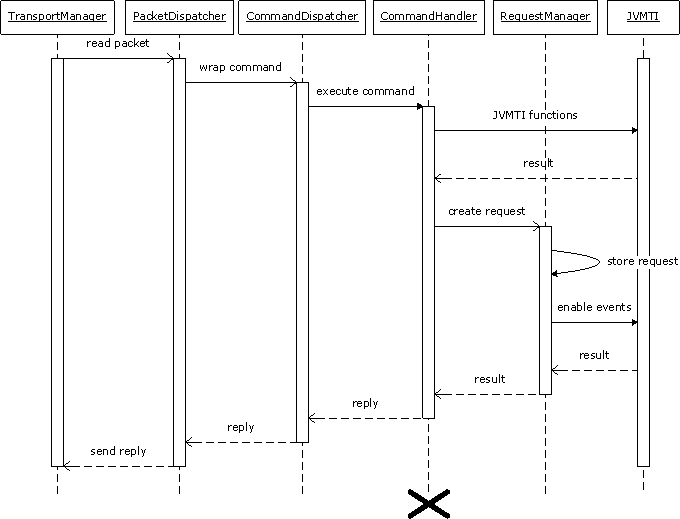 TransportManager
PacketDispatcher
CommandDispatcher
CommandHandler
RequestManager
JVMTI
read packet
wrap command
execute command
JVMTI functions
result
create request
store request
enable events
result
result
reply
reply
send reply